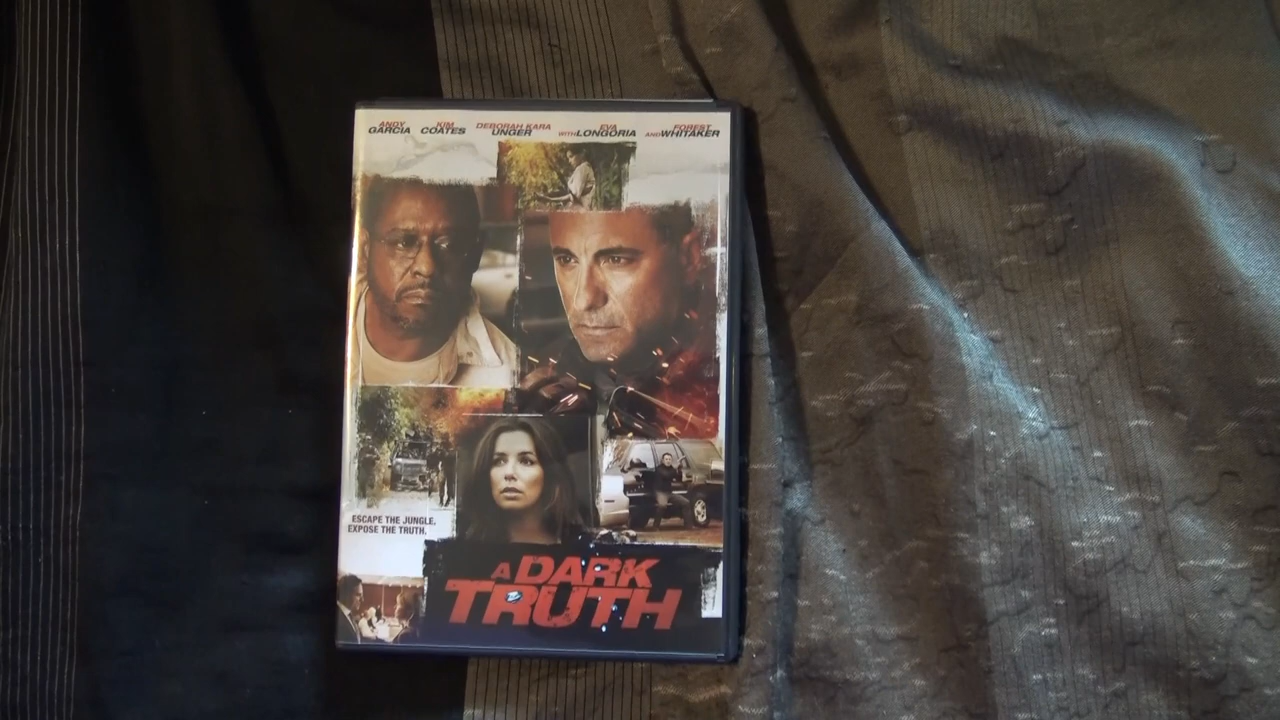 ANDY GARCIA KIM COATES DEBORAH KARA UNGER WITH EVA LONGORIA AND FOREST WHITAKER
ESCAPE THE JUNGLE.
EXPOSE THE TRUTH.
A DARK
TRUTH